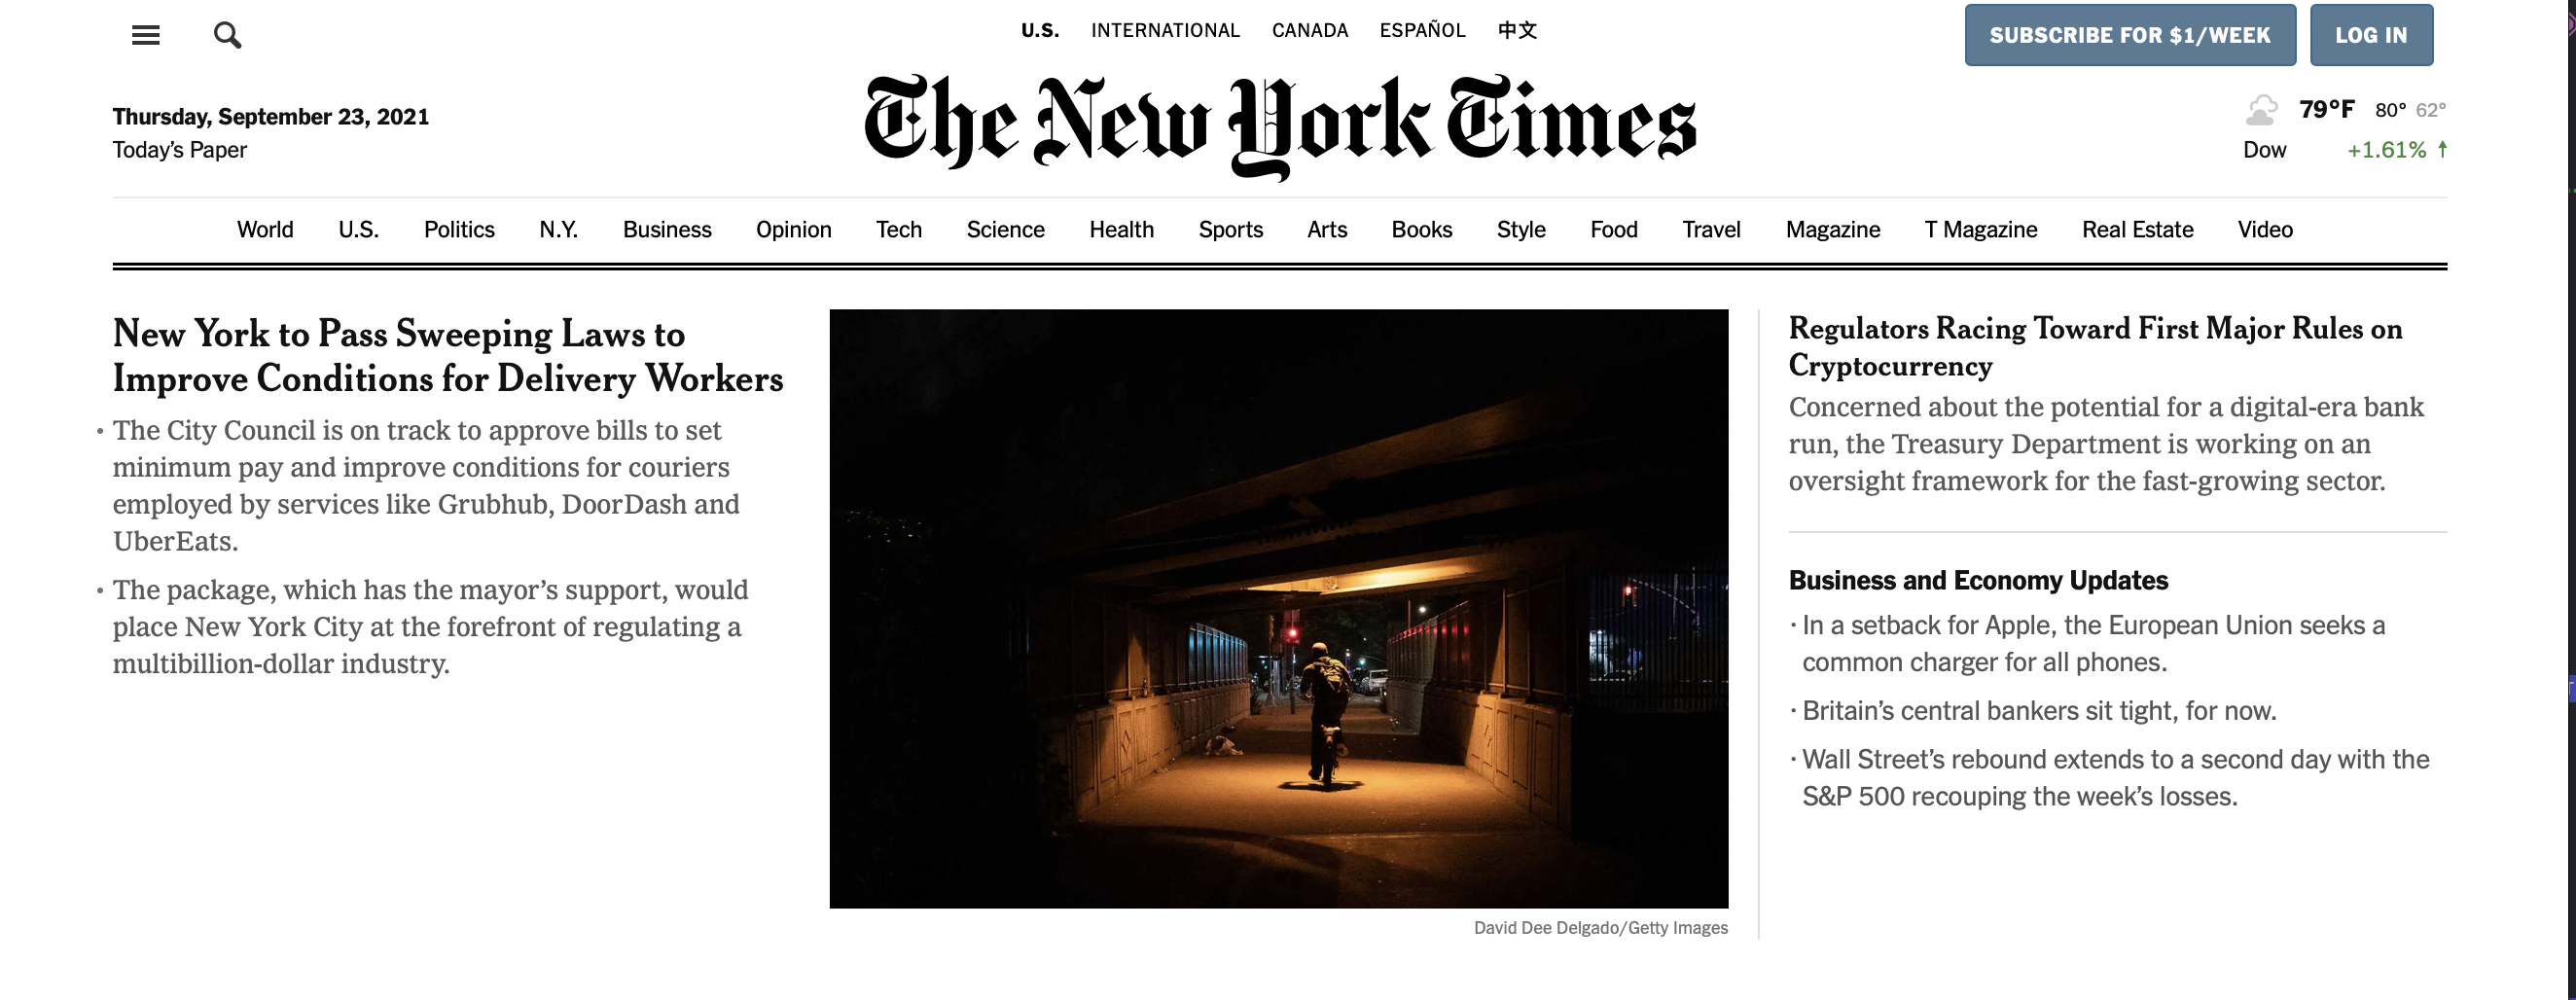 U.S. INTERNATIONAL CANADA ESPAÑOL 中文
SUBSCRIBE FOR $1/WEEK LOG IN
Thursday, September 23, 2021
Today’s Paper
The New York Times
79°F 80° 62°
Dow +1.61% ↑
World U.S. Politics N.Y. Business Opinion Tech Science Health Sports Arts Books Style Food Travel Magazine T Magazine Real Estate Video
New York to Pass Sweeping Laws to
Improve Conditions for Delivery Workers
• The City Council is on track to approve bills to set
minimum pay and improve conditions for couriers
employed by services like Grubhub, DoorDash and
UberEats.
• The package, which has the mayor’s support, would
place New York City at the forefront of regulating a
multibillion-dollar industry.
David Dee Delgado/Getty Images
Regulators Racing Toward First Major Rules on
Cryptocurrency
Concerned about the potential for a digital-era bank
run, the Treasury Department is working on an
oversight framework for the fast-growing sector.
Business and Economy Updates
· In a setback for Apple, the European Union seeks a
common charger for all phones.
· Britain’s central bankers sit tight, for now.
· Wall Street’s rebound extends to a second day with the
S&P 500 recouping the week’s losses.